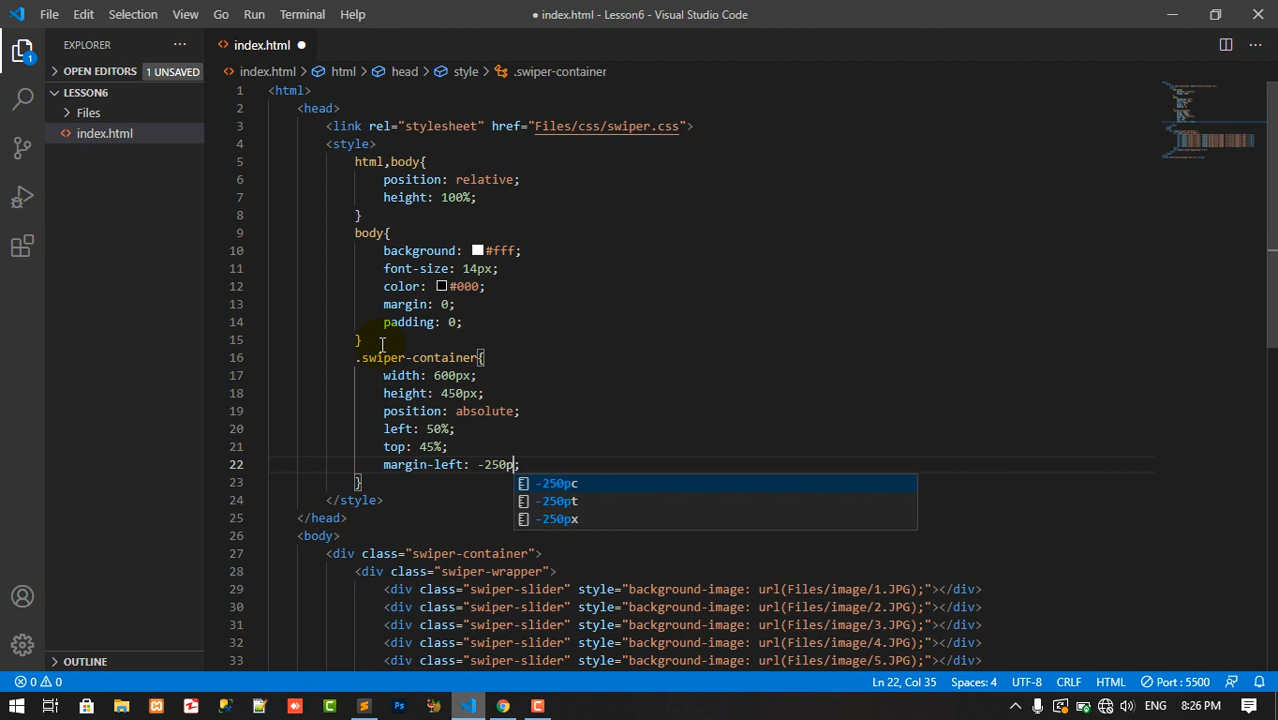 File Edit Selection View Go Run Terminal Help
● index.html - Lesson6 - Visual Studio Code
EXPLORER ···
index.html ●
OPEN EDITORS 1 UNSAVED
LESSON6
Files
index.html
OUTLINE
1
index.html > html > head > style > .swiper-container
1 <html>
2 <head>
3 <link rel="stylesheet" href="Files/css/swiper.css">
4 <style>
5 html,body{
6 position: relative;
7 height: 100%;
8 }
9 body{
10 background: #fff;
11 font-size: 14px;
12 color: #000;
13 margin: 0;
14 padding: 0;
15 }
16 .swiper-container{
17 width: 600px;
18 height: 450px;
19 position: absolute;
20 left: 50%;
21 top: 45%;
22 margin-left: -250p;
23 }
-250pc
-250pt
-250px
24 </style>
25 </head>
26 <body>
27 <div class="swiper-container">
28 <div class="swiper-wrapper">
29 <div class="swiper-slider" style="background-image: url(Files/image/1.JPG);"></div>
30 <div class="swiper-slider" style="background-image: url(Files/image/2.JPG);"></div>
31 <div class="swiper-slider" style="background-image: url(Files/image/3.JPG);"></div>
32 <div class="swiper-slider" style="background-image: url(Files/image/4.JPG);"></div>
33 <div class="swiper-slider" style="background-image: url(Files/image/5.JPG);"></div>
0 0 Ln 22, Col 35 Spaces: 4 UTF-8 CRLF HTML Port : 5500
ENG 8:26 PM